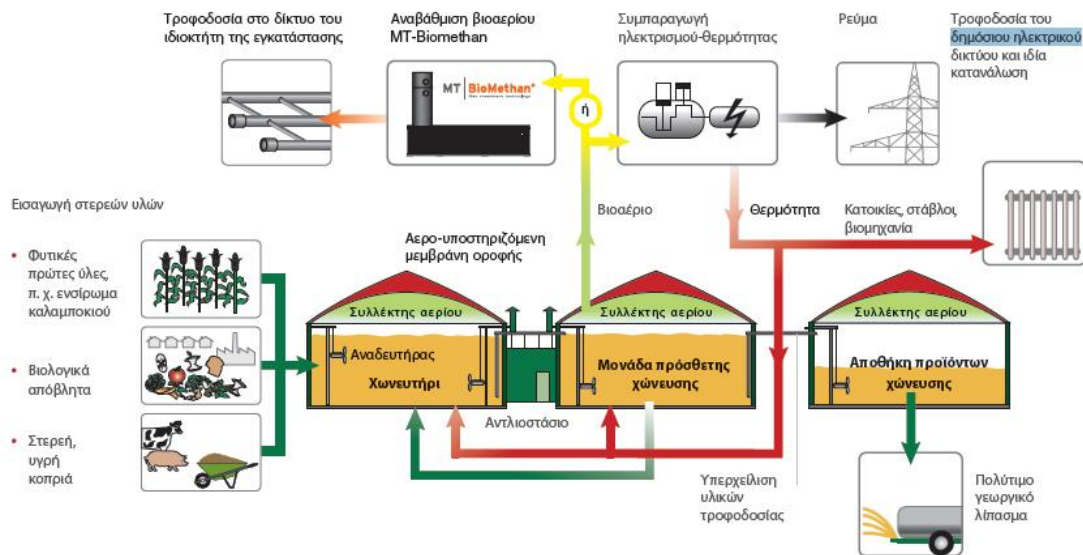 Τροφοδοσία στο δίκτυο του
ιδιοκτήτη της εγκατάστασης
Αναβάθμιση βιοαερίου
MT-Biomethan
Συμπαραγωγή
ηλεκτρισμού-θερμότητας
Ρεύμα
Τροφοδοσία του
δημόσιου ηλεκτρικού
δικτύου και ιδία
κατανάλωση
MT BioMethan
ή
Εισαγωγή στερεών υλών
Βιοαέριο
Θερμότητα
Κατοικίες, στάβλοι,
βιομηχανία
Αερο-υποστηριζόμενη
μεμβράνη οροφής
• Φυτικές
πρώτες ύλες,
π. χ. ενσίρωμα
καλαμποκιού
Συλλέκτης αερίου
Συλλέκτης αερίου
Συλλέκτης αερίου
Αναδευτήρας
Χωνευτήρι
Μονάδα πρόσθετης
χώνευσης
Αποθήκη προϊόντων
χώνευσης
• Βιολογικά
απόβλητα
Αντλιοστάσιο
• Στερεή,
υγρή
κοπριά
Υπερχείλιση
υλικών
τροφοδοσίας
Πολύτιμο
γεωργικό
λίπασμα